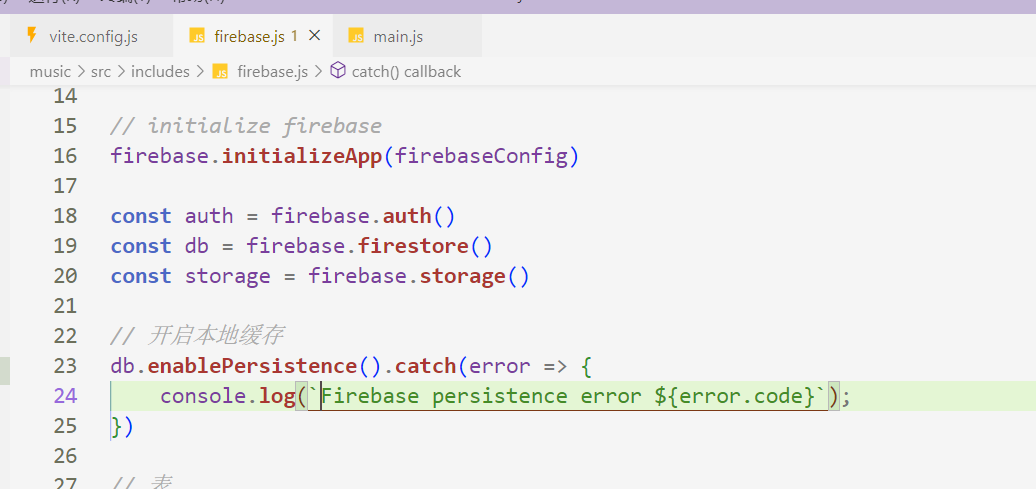 vite.config.js firebase.js 1 main.js
music src includes firebase.js catch() callback
14
15 // initialize firebase
16 firebase.initializeApp(firebaseConfig)
17
18 const auth = firebase.auth()
19 const db = firebase.firestore()
20 const storage = firebase.storage()
21
22 // 开启本地缓存
23 db.enablePersistence().catch(error => {
24 console.log(`Firebase persistence error ${error.code}`);
25 })
26
27 // 表